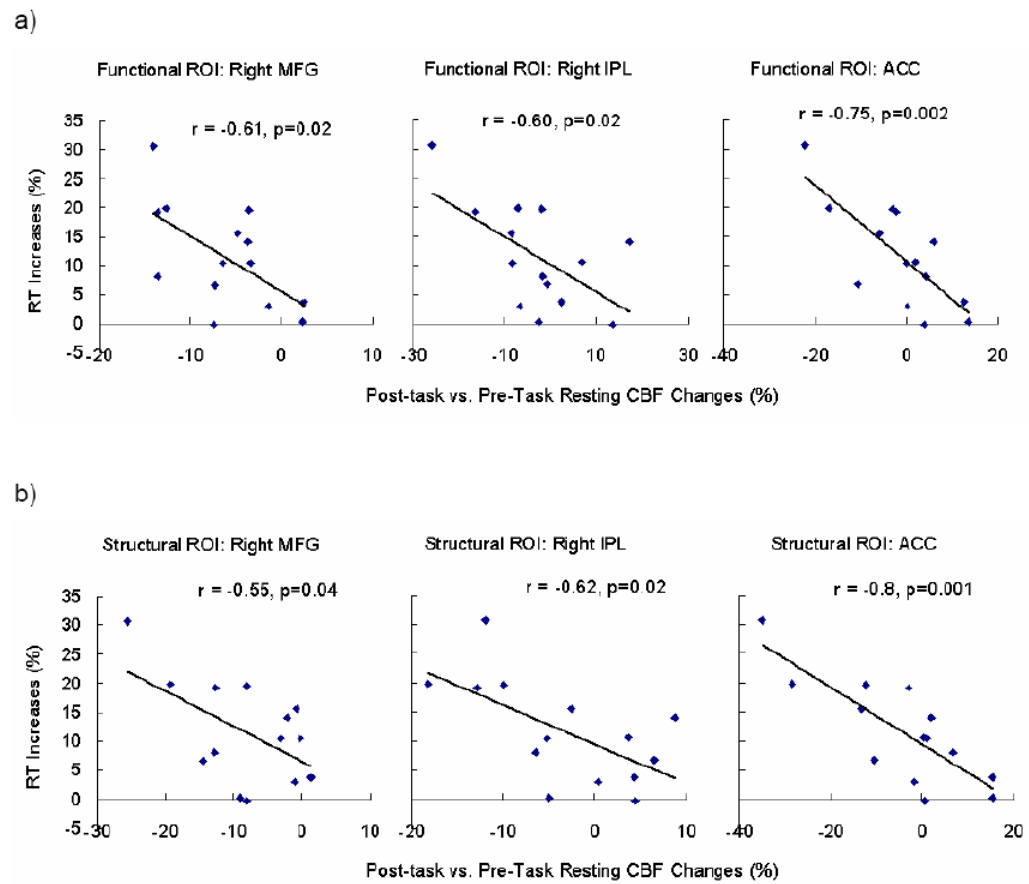 a)
Functional ROI: Right MFG Functional ROI: Right IPL Functional ROI: ACC
r = -0.61, p=0.02 r = -0.60, p=0.02 r = -0.75, p=0.002
RT Increases (%)
35
30
25
20
15
10
5
0
-5
-20 -10 0 10 -30 -10 10 30 -40 -20 0 20
Post-task vs. Pre-Task Resting CBF Changes (%)
b)
Structural ROI: Right MFG Structural ROI: Right IPL Structural ROI: ACC
r = -0.55, p=0.04 r = -0.62, p=0.02 r = -0.8, p=0.001
RT Increases (%)
35
30
25
20
15
10
5
0
-5
-30 -20 -10 0 10 -20 -10 0 10 -40 -20 0 20
Post-task vs. Pre-Task Resting CBF Changes (%)